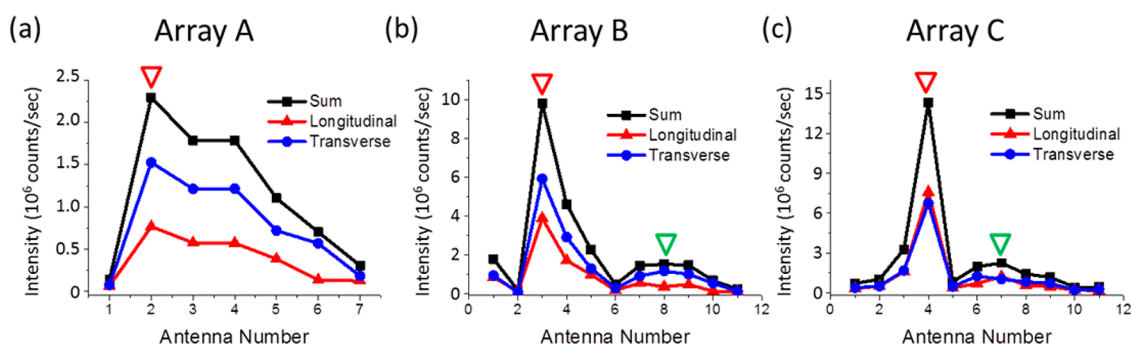 (a) Array A
2.5
2.0
1.5
1.0
0.5
0
Intensity (10⁶ counts/sec)
Sum
Longitudinal
Transverse
1 2 3 4 5 6 7
Antenna Number
(b) Array B
10
8
6
4
2
0
Intensity (10⁶ counts/sec)
Sum
Longitudinal
Transverse
0 2 4 6 8 10 12
Antenna Number
(c) Array C
15
12
9
6
3
0
Intensity (10⁶ counts/sec)
Sum
Longitudinal
Transverse
0 2 4 6 8 10 12
Antenna Number